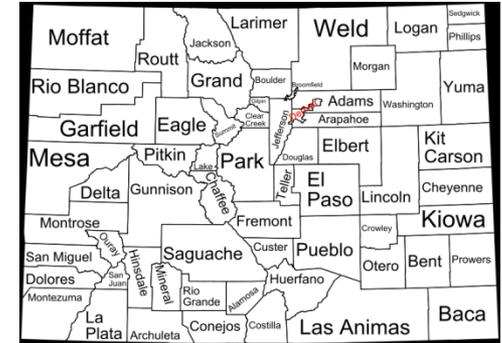 Moffat
Routt
Jackson
Larimer
Weld
Logan
Sedgwick
Phillips
Morgan
Rio Blanco
Grand
Boulder
Broomfield
Yuma
Washington
Garfield
Eagle
Summit
Gilpin
Clear
Creek
Jefferson
Denver
Adams
Arapahoe
Mesa
Pitkin
Lake
Park
Douglas
Elbert
Kit
Carson
Delta
Gunnison
Chaffee
Teller
El
Paso
Lincoln
Cheyenne
Montrose
Fremont
Crowley
Kiowa
Ouray
San Miguel
Saguache
Custer
Pueblo
Otero
Bent
Prowers
Dolores
San
Juan
Hinsdale
Mineral
Rio
Grande
Alamosa
Huerfano
Montezuma
La
Plata
Archuleta
Conejos
Costilla
Las Animas
Baca